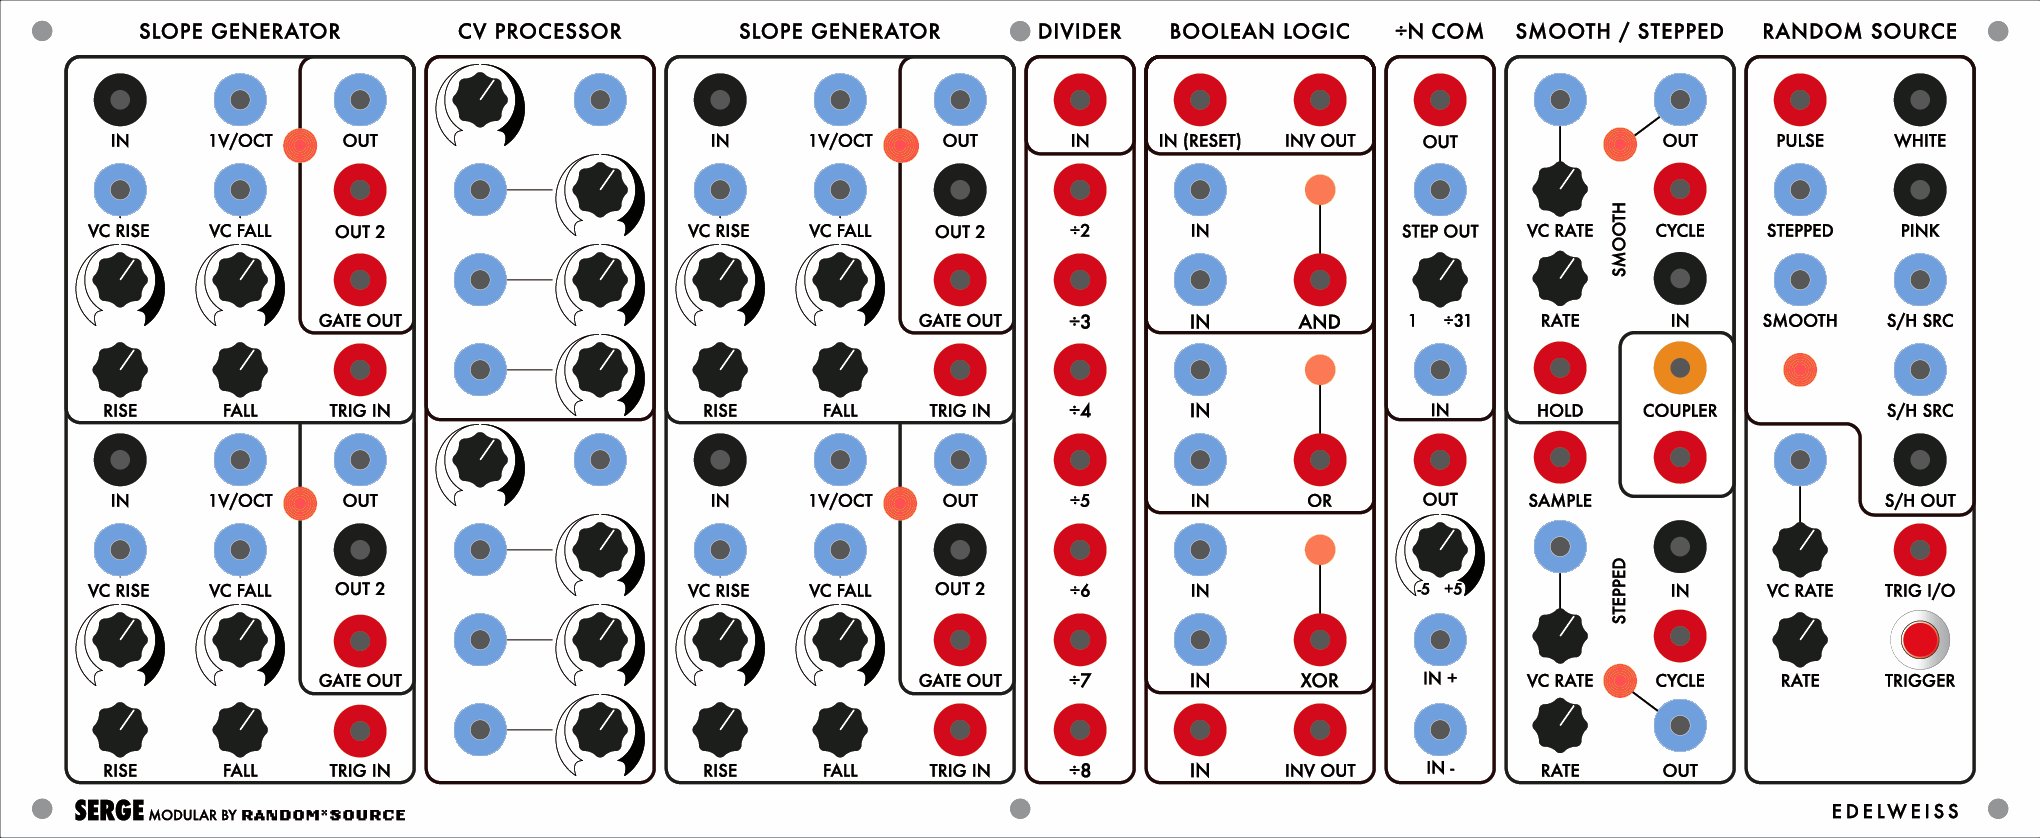 SLOPE GENERATOR CV PROCESSOR SLOPE GENERATOR DIVIDER BOOLEAN LOGIC ÷N COM SMOOTH / STEPPED RANDOM SOURCE
IN 1V/OCT OUT IN 1V/OCT OUT IN IN (RESET) INV OUT OUT OUT PULSE WHITE
VC RISE VC FALL OUT 2 VC RISE VC FALL OUT 2 ÷2 IN STEP OUT VC RATE SMOOTH CYCLE STEPPED PINK
GATE OUT GATE OUT ÷3 IN AND 1 ÷31 RATE IN SMOOTH S/H SRC
RISE FALL TRIG IN RISE FALL TRIG IN ÷4 IN IN HOLD COUPLER S/H SRC
IN 1V/OCT OUT IN 1V/OCT OUT ÷5 IN OR OUT SAMPLE S/H OUT
VC RISE VC FALL OUT 2 VC RISE VC FALL OUT 2 ÷6 IN -5 +5 STEPPED IN VC RATE TRIG I/O
GATE OUT GATE OUT ÷7 IN XOR IN + VC RATE CYCLE RATE TRIGGER
RISE FALL TRIG IN RISE FALL TRIG IN ÷8 IN INV OUT IN - RATE OUT
SERGE MODULAR BY RANDOM*SOURCE EDELWEISS